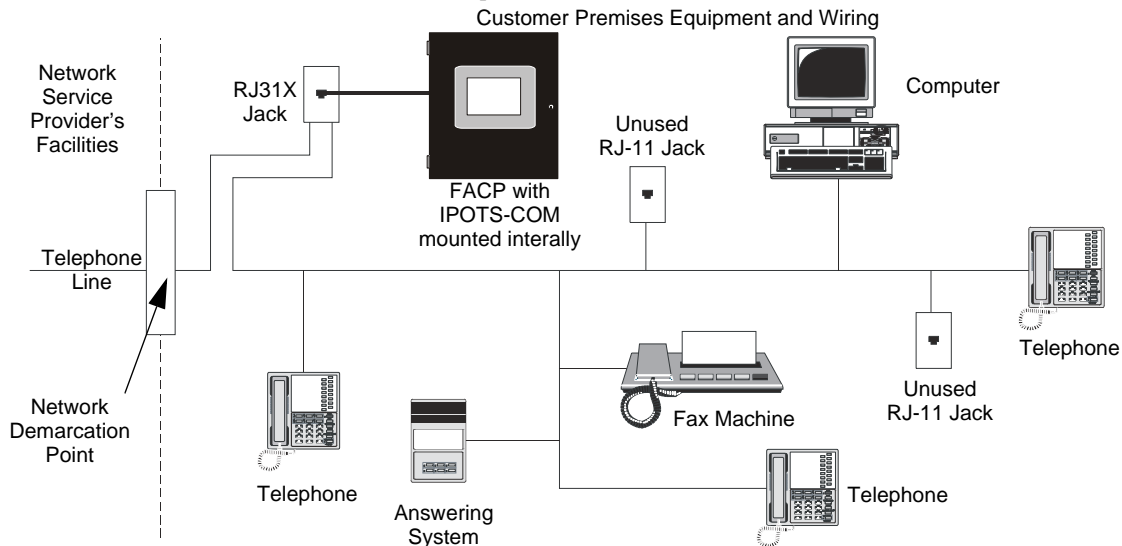 Customer Premises Equipment and Wiring
Network
Service
Provider's
Facilities
RJ31X
Jack
Computer
Unused
RJ-11 Jack
FACP with
IPOTS-COM
mounted interally
Telephone
Line
Telephone
Unused
RJ-11 Jack
Fax Machine
Network
Demarcation
Point
Telephone
Answering
System
Telephone